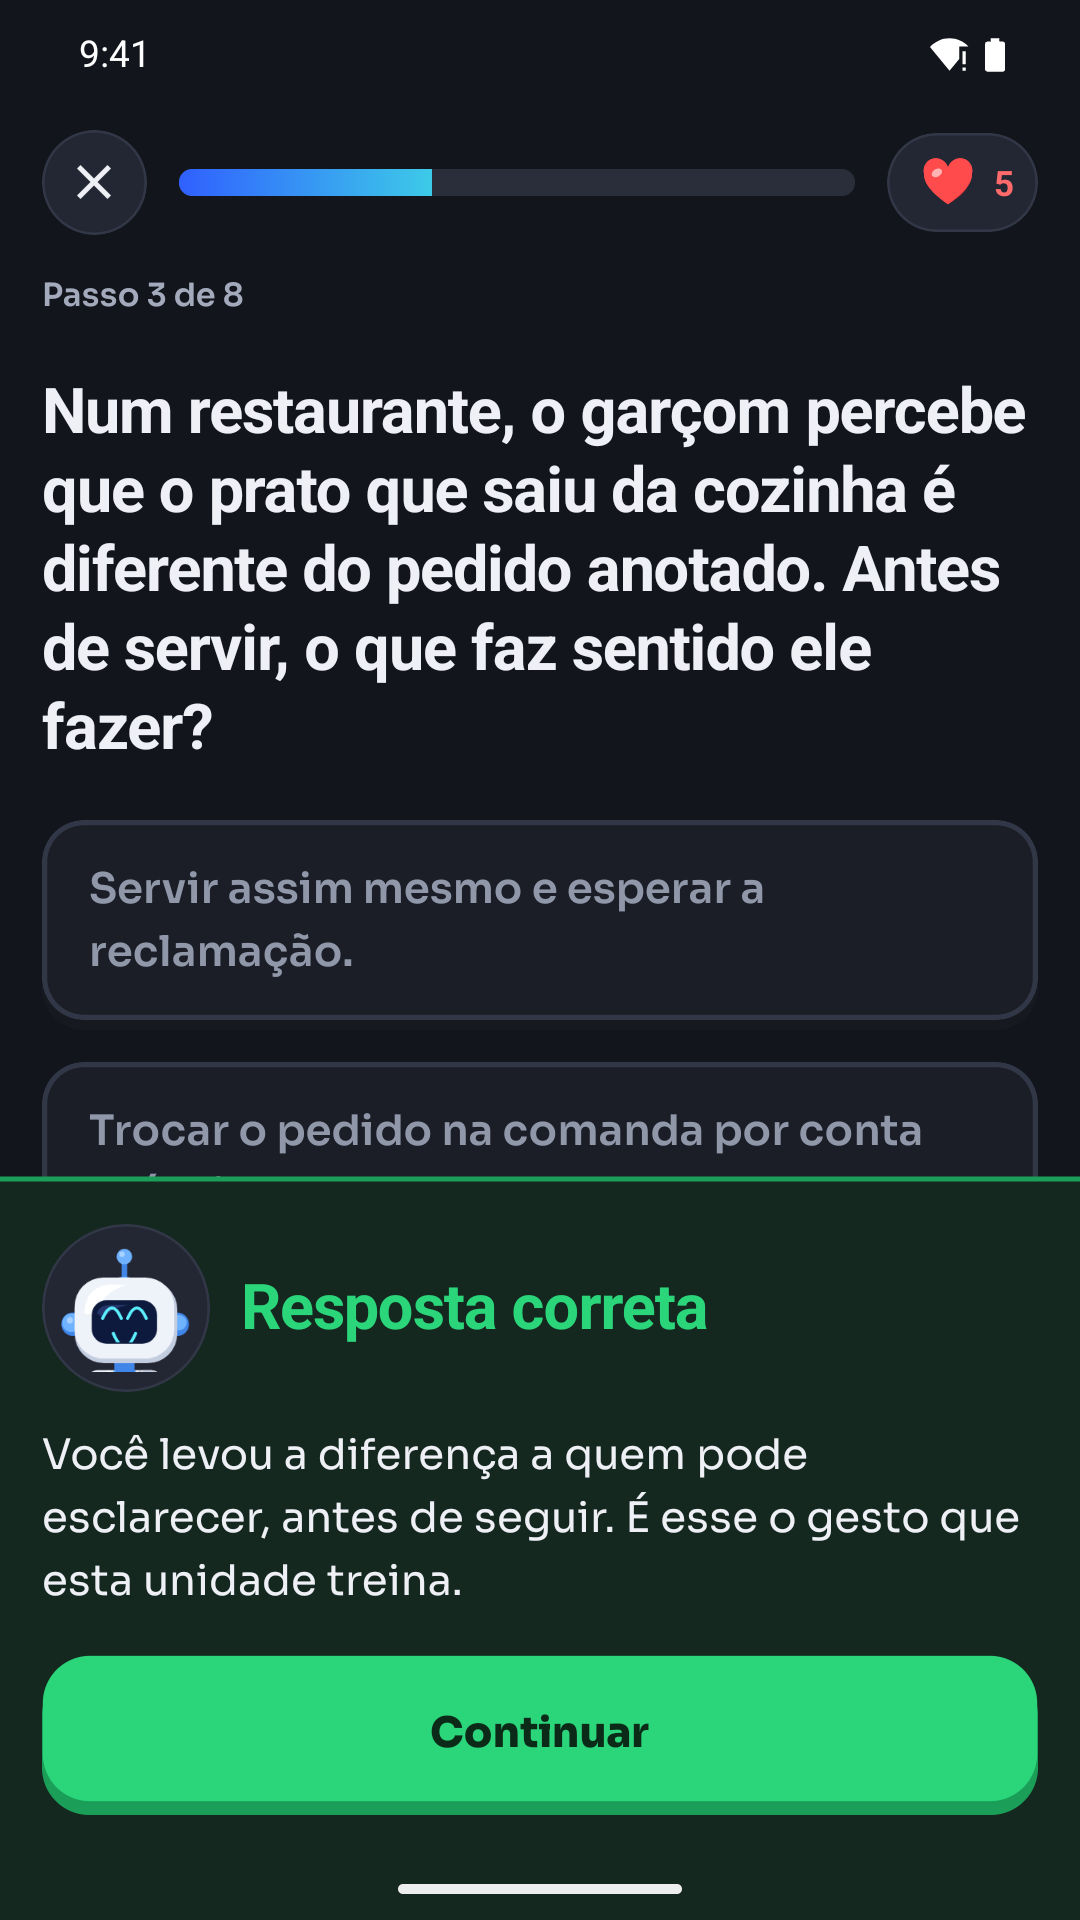 9:41
5
Passo 3 de 8
Num restaurante, o garçom percebe
que o prato que saiu da cozinha é
diferente do pedido anotado. Antes
de servir, o que faz sentido ele
fazer?
Servir assim mesmo e esperar a
reclamação.
Trocar o pedido na comanda por conta
Resposta correta
Você levou a diferença a quem pode
esclarecer, antes de seguir. É esse o gesto que
esta unidade treina.
Continuar